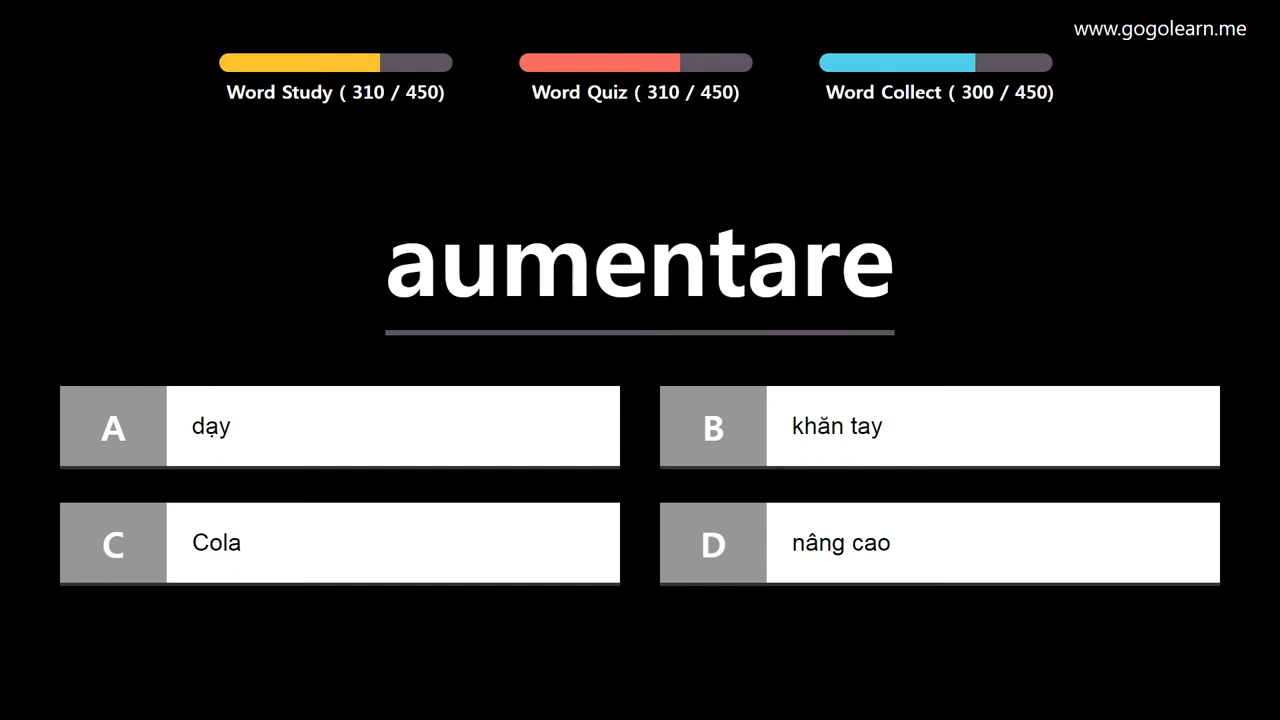 www.gogolearn.me
Word Study ( 310 / 450)
Word Quiz ( 310 / 450)
Word Collect ( 300 / 450)
aumentare
A dạy
B khăn tay
C Cola
D nâng cao